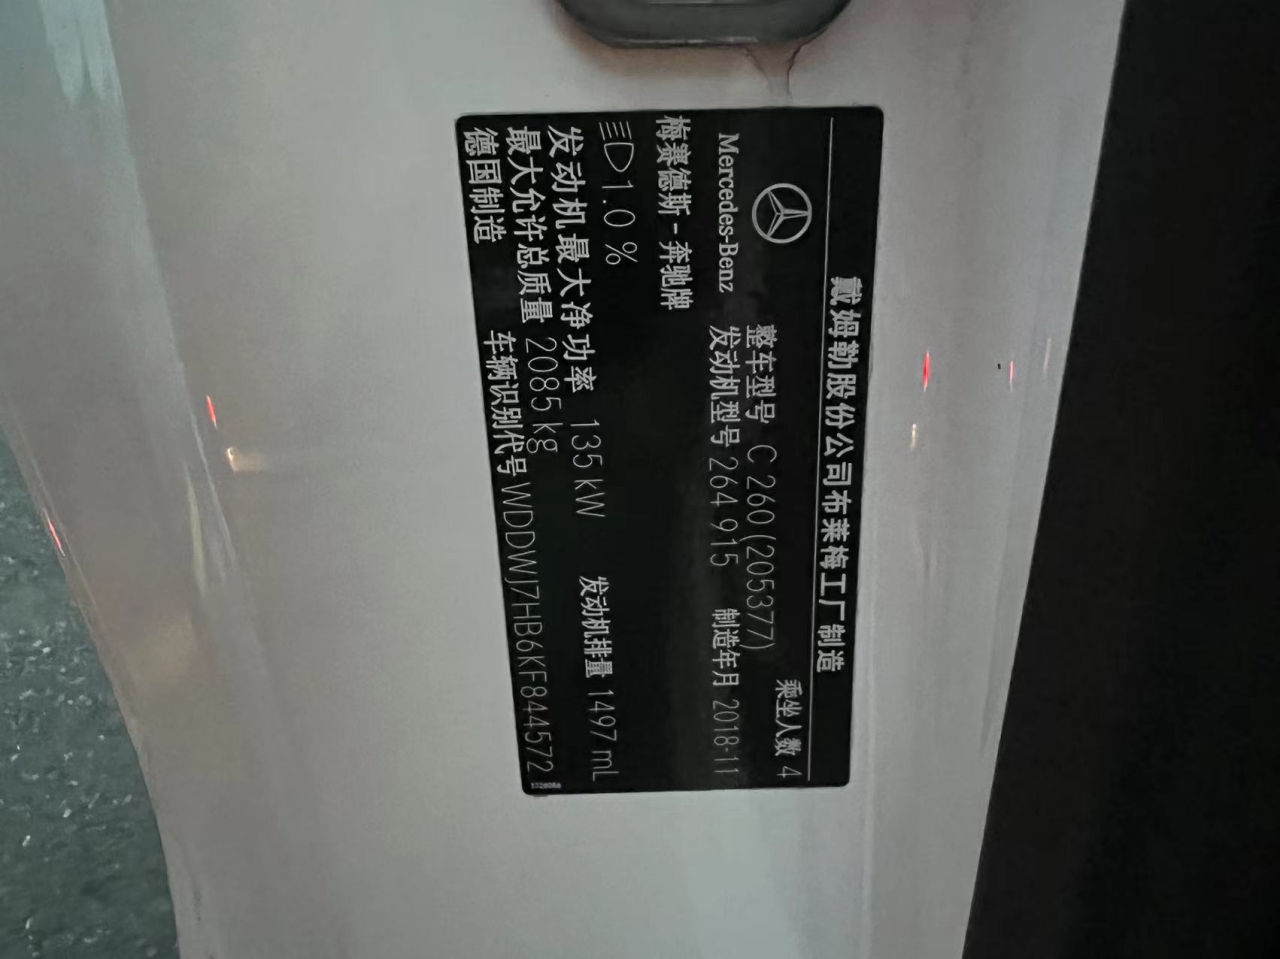 戴姆勒股份公司布莱梅工厂制造
乘坐人数 4
整车型号 C 260(205377)
Mercedes-Benz
发动机型号 264 915 制造年月 2018-11
梅赛德斯-奔驰牌
1.0 %
发动机最大净功率 135 kW 发动机排量 1497 mL
最大允许总质量 2085 kg
德国制造 车辆识别代号 WDDWJ7HB6KF844572